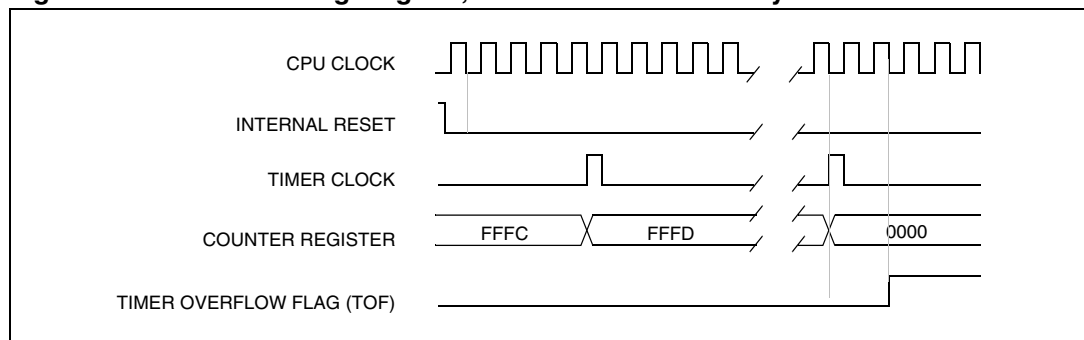 CPU CLOCK
INTERNAL RESET
TIMER CLOCK
COUNTER REGISTER FFFC FFFD 0000
TIMER OVERFLOW FLAG (TOF)